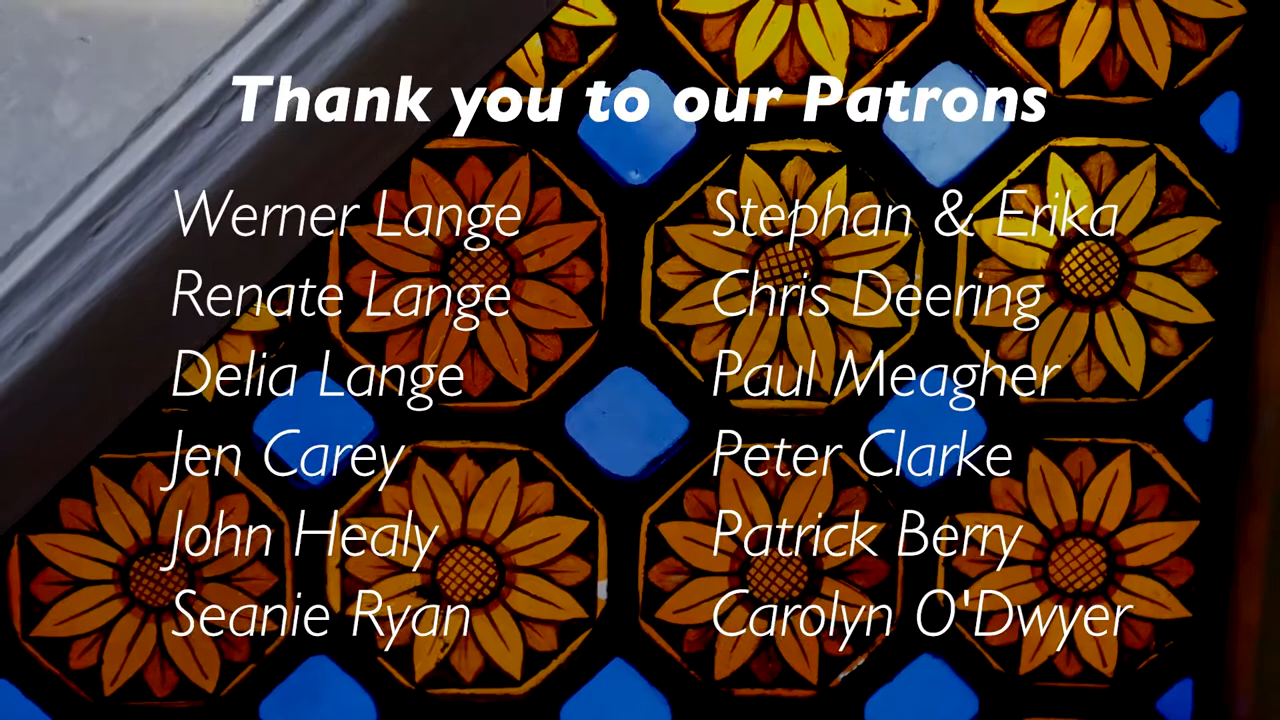 Thank you to our Patrons
Werner Lange
Renate Lange
Delia Lange
Jen Carey
John Healy
Seanie Ryan
Stephan & Erika
Chris Deering
Paul Meagher
Peter Clarke
Patrick Berry
Carolyn O'Dwyer